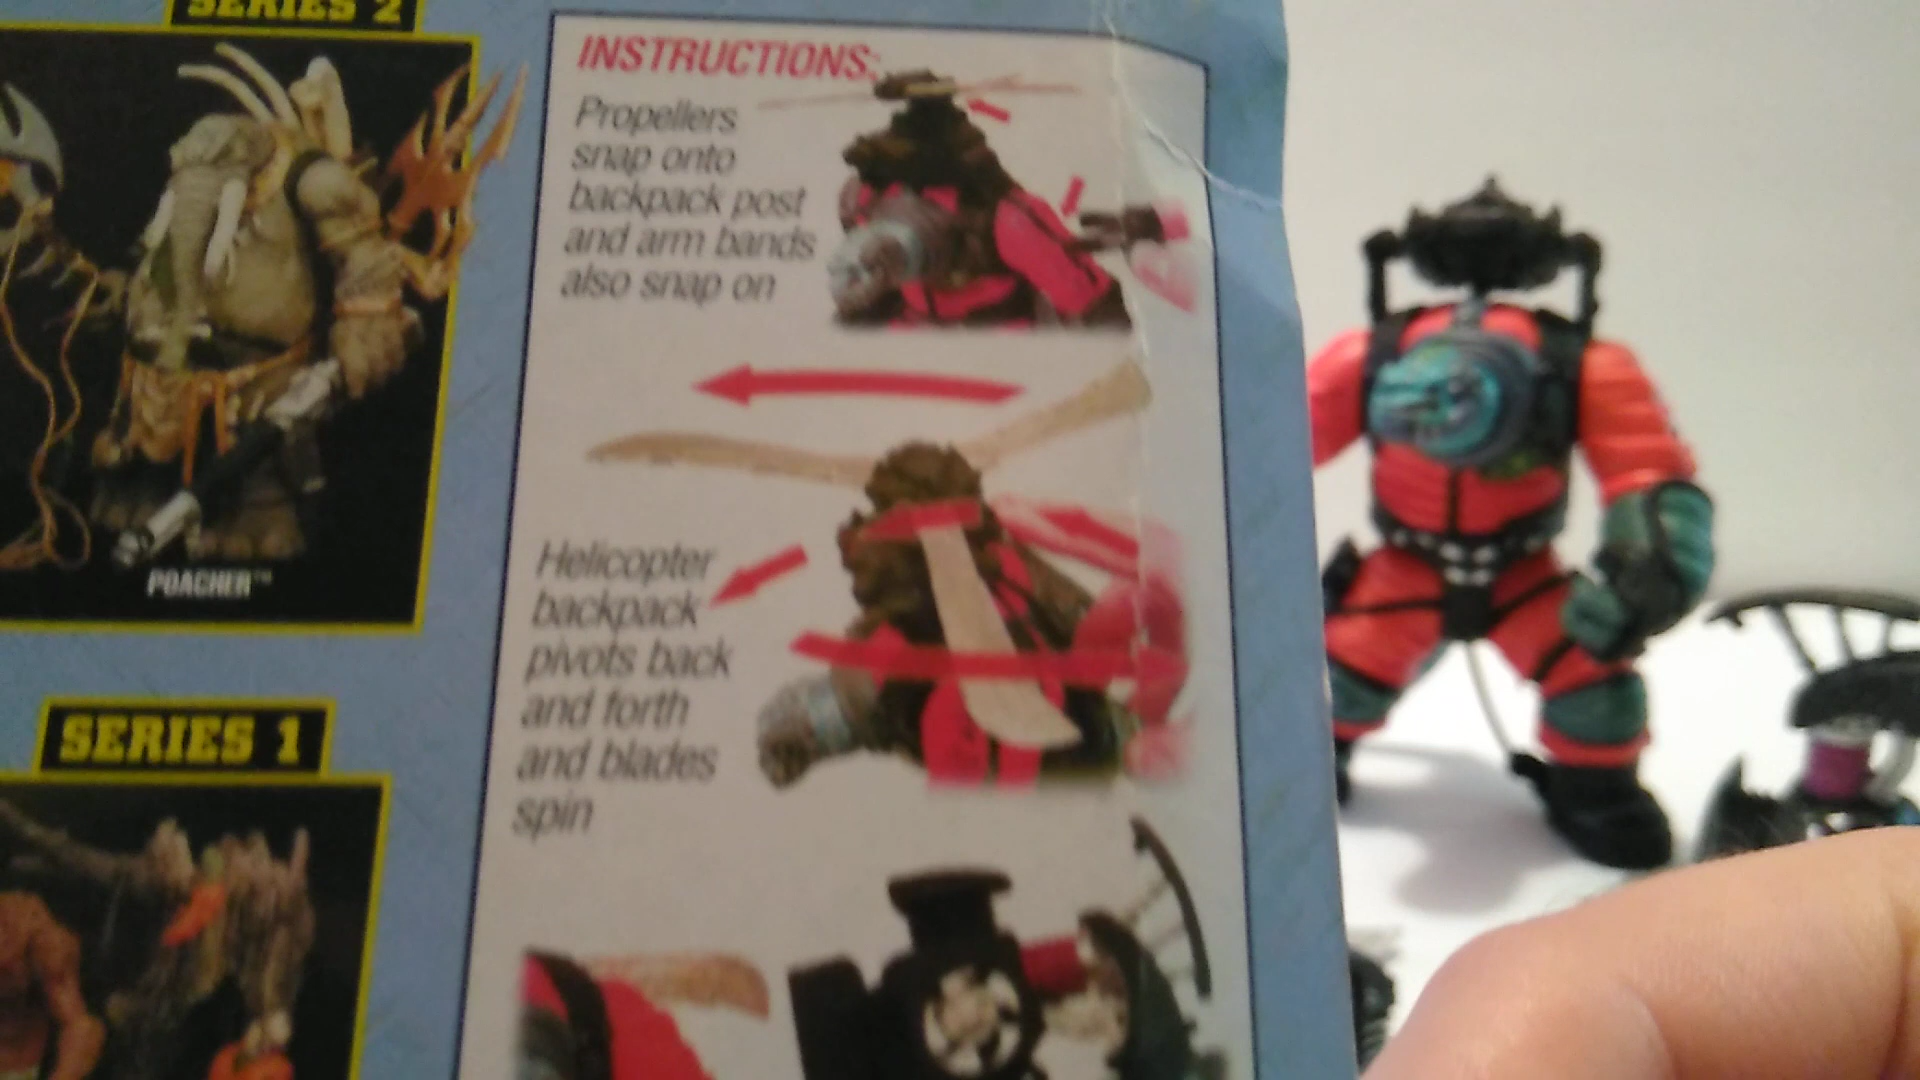 SERIES 2
POACHER™
SERIES 1
INSTRUCTIONS:
Propellers
snap onto
backpack post
and arm bands
also snap on
Helicopter
backpack
pivots back
and forth
and blades
spin